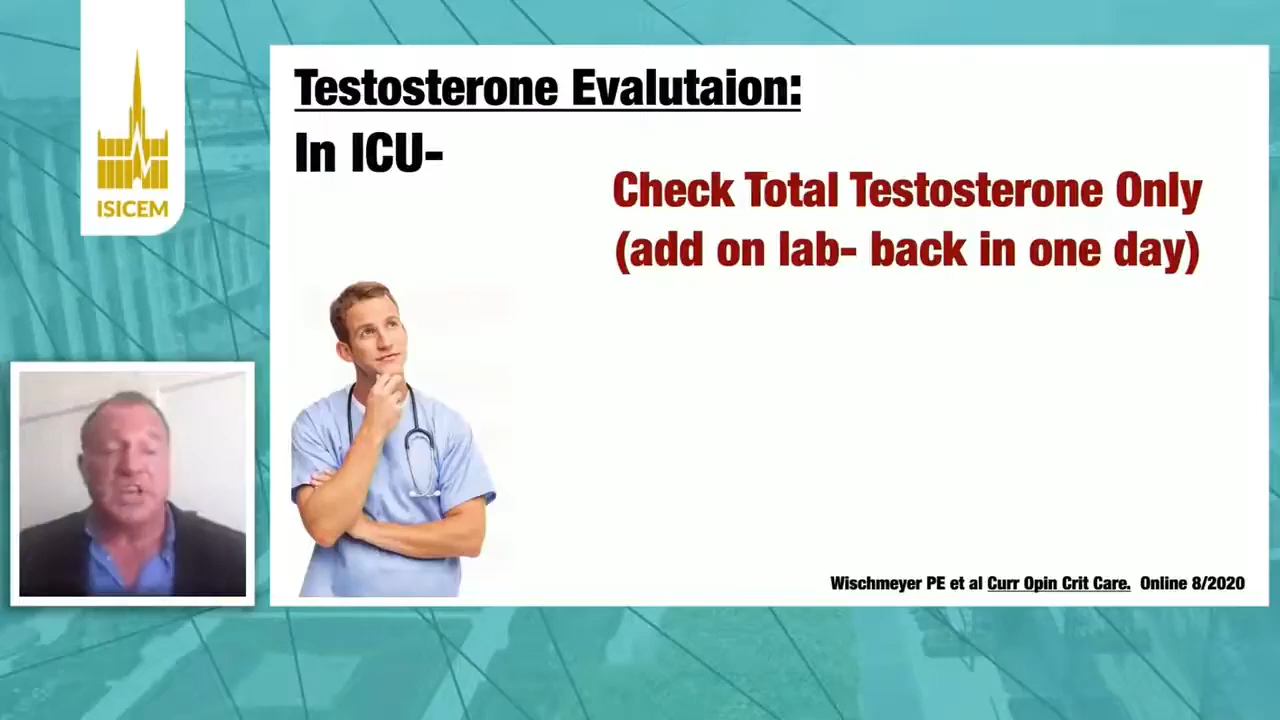 ISICEM
Testosterone Evalutaion:
In ICU-
Check Total Testosterone Only
(add on lab- back in one day)
Wischmeyer PE et al Curr Opin Crit Care. Online 8/2020